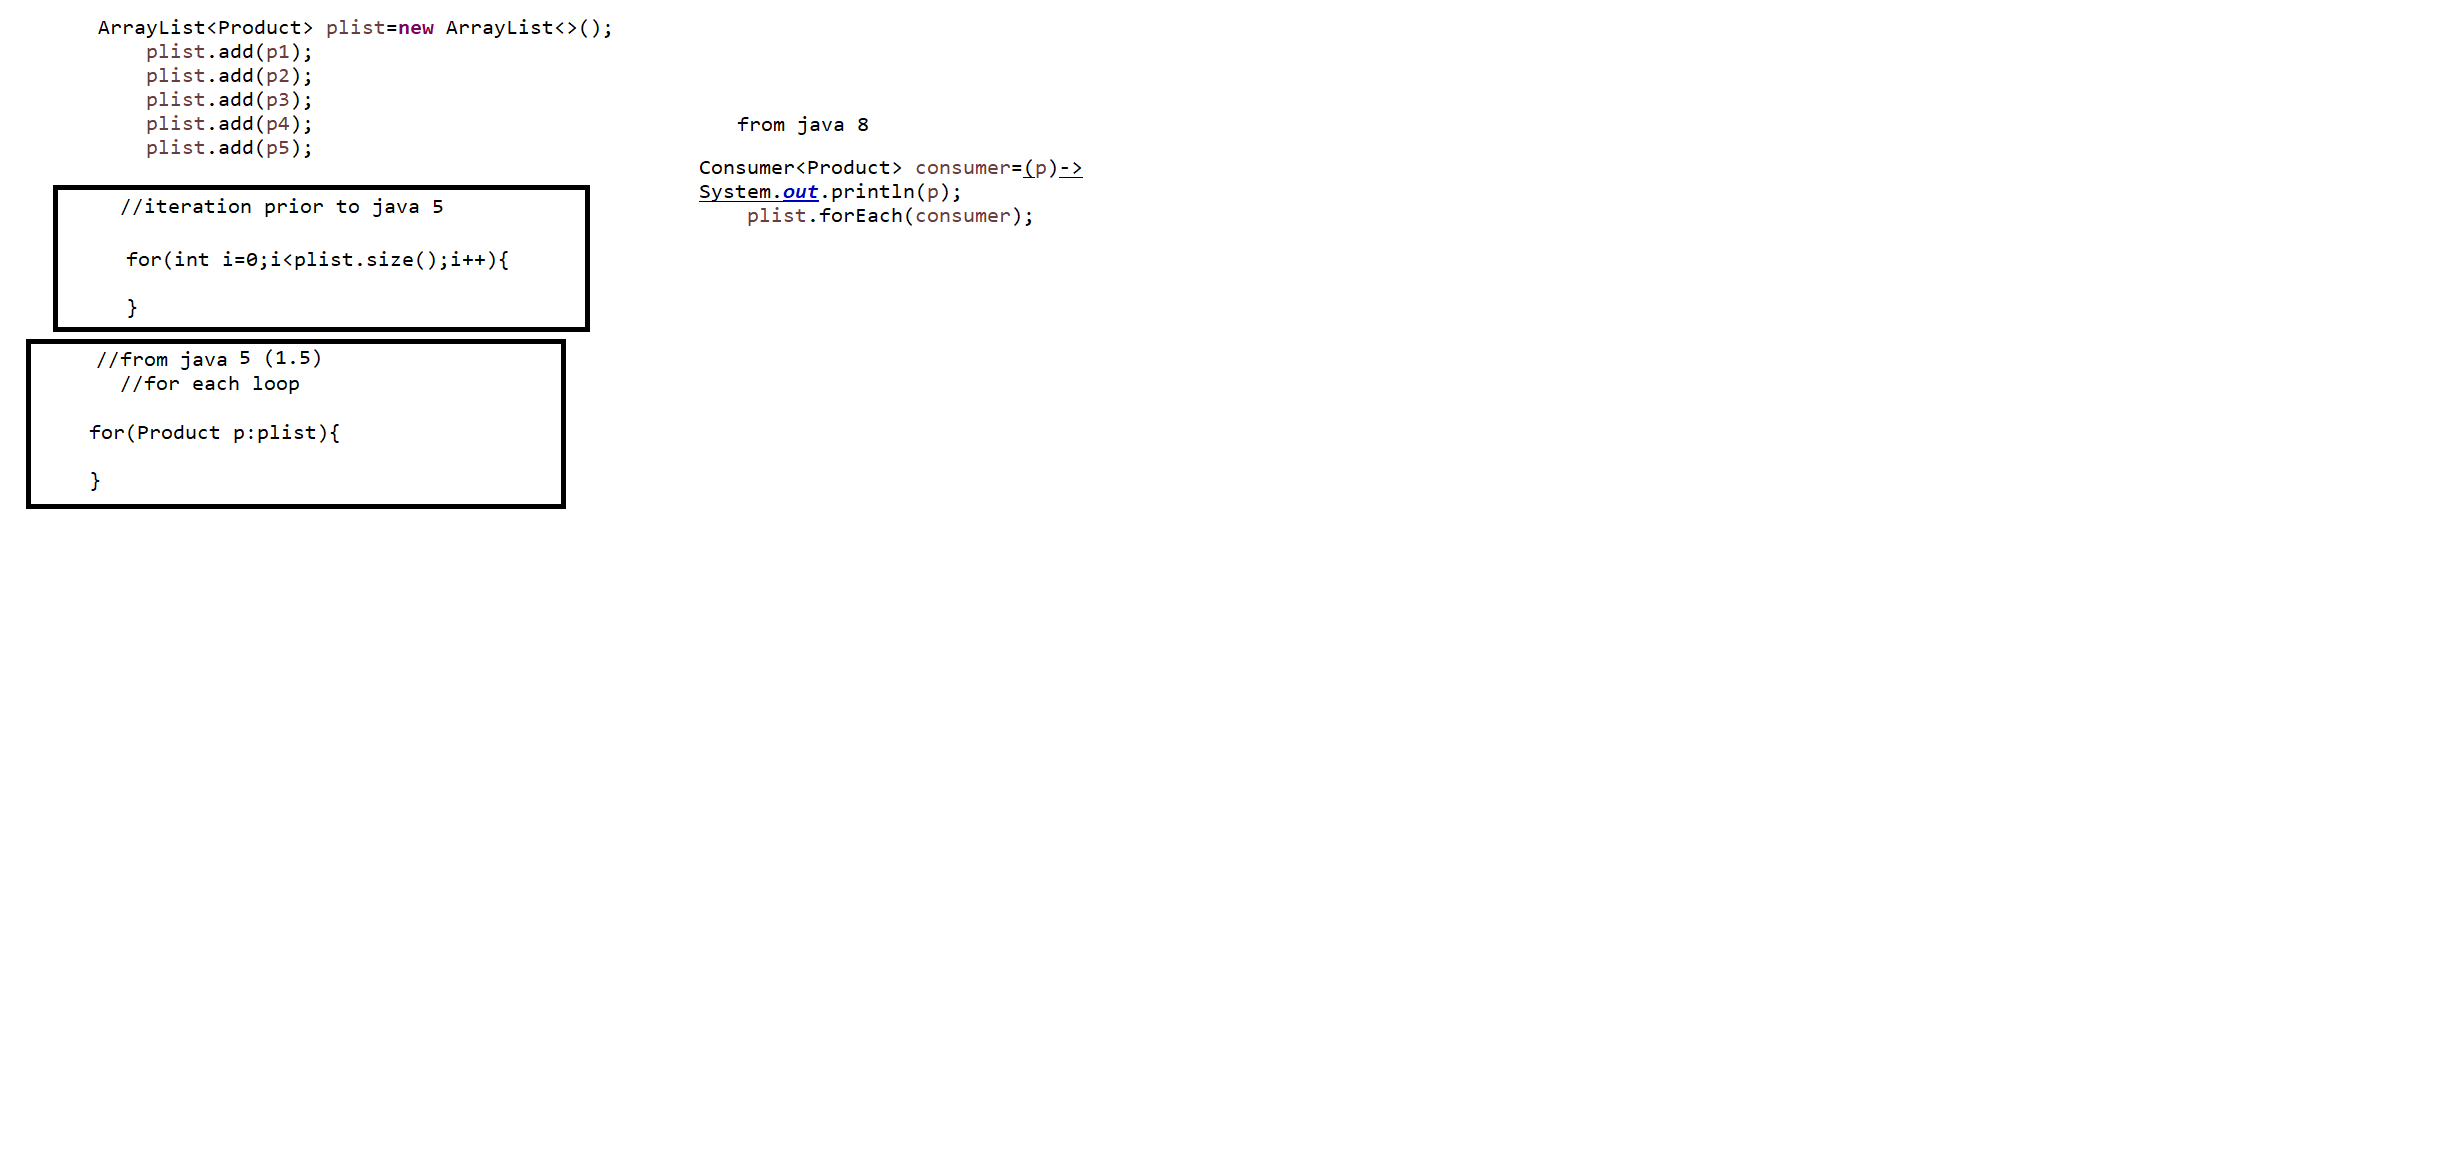 ArrayList<Product> plist=new ArrayList<>();
plist.add(p1);
plist.add(p2);
plist.add(p3);
plist.add(p4);
plist.add(p5);
//iteration prior to java 5
for(int i=0;i<plist.size();i++){
}
//from java 5 (1.5)
//for each loop
for(Product p:plist){
}
from java 8
Consumer<Product> consumer=(p)->
System.out.println(p);
plist.forEach(consumer);